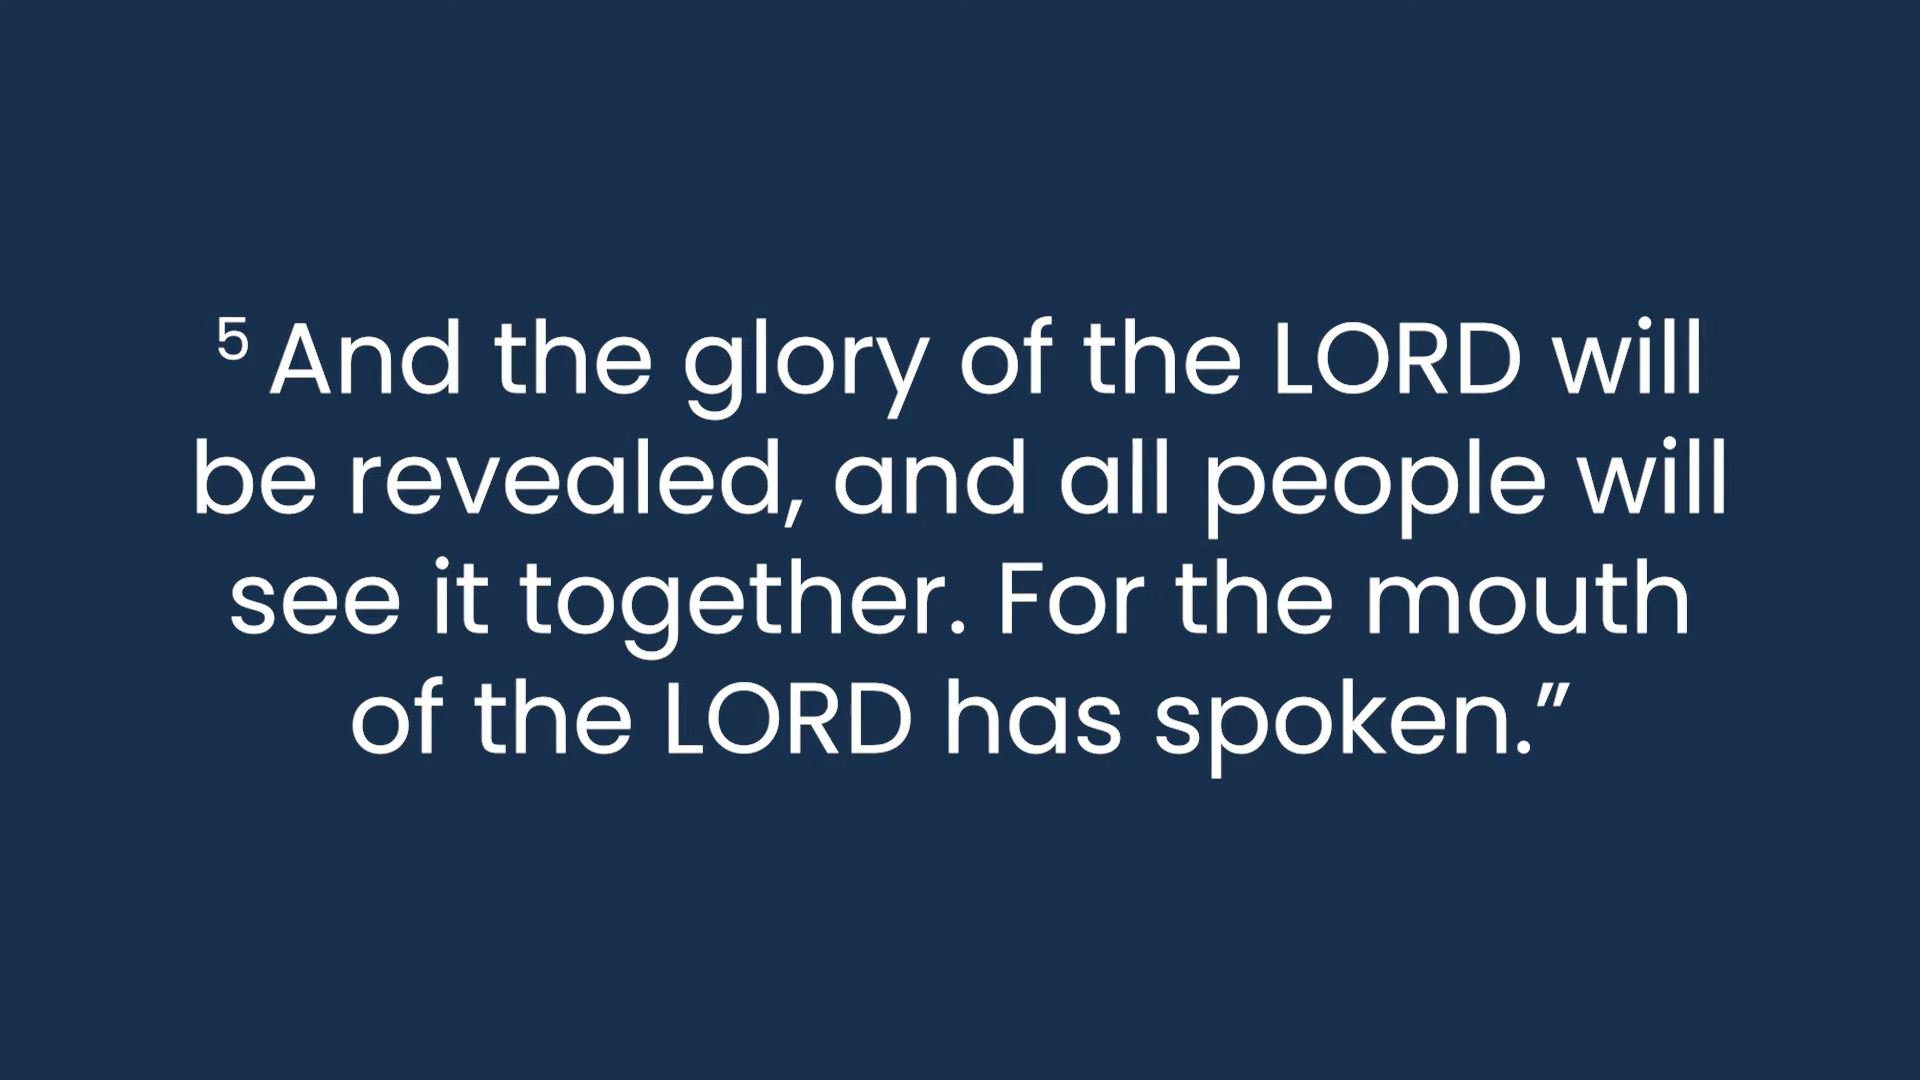 ⁵ And the glory of the LORD will
be revealed, and all people will
see it together. For the mouth
of the LORD has spoken.”